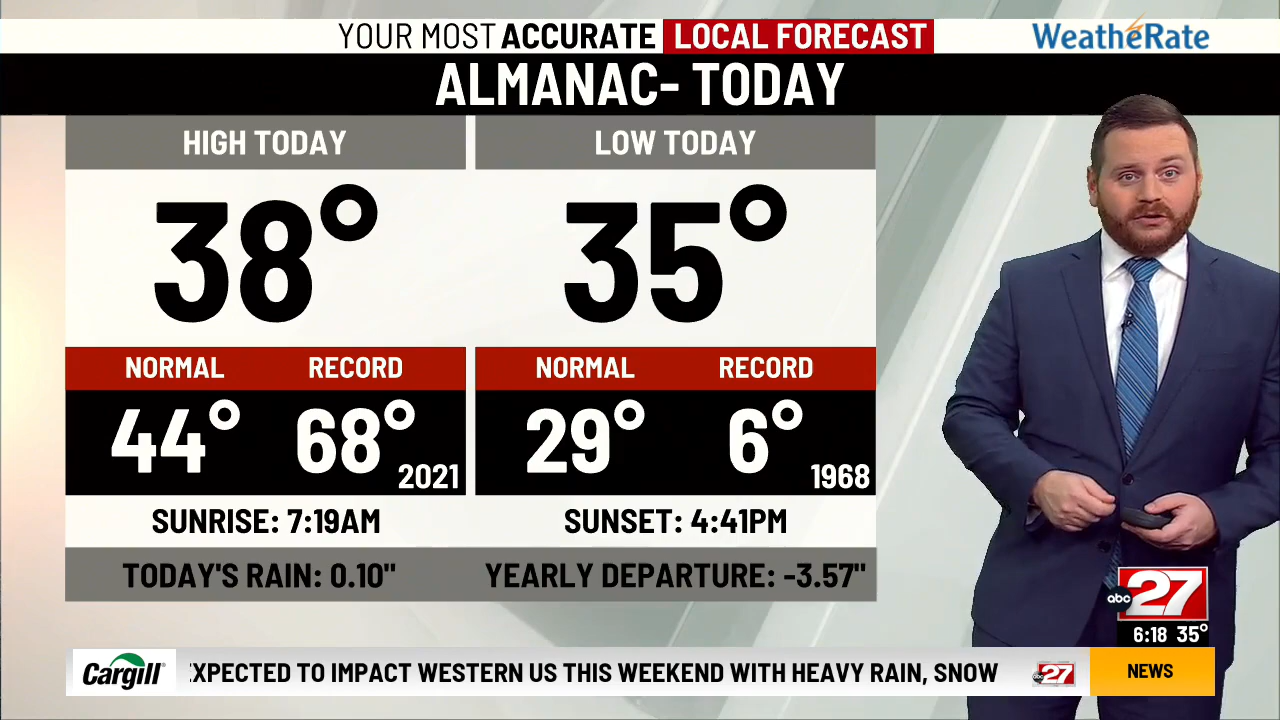 YOUR MOST ACCURATE LOCAL FORECAST
WeatheRate
ALMANAC- TODAY
HIGH TODAY
LOW TODAY
38°
35°
NORMAL RECORD
NORMAL RECORD
44° 68° 2021
29° 6° 1968
SUNRISE: 7:19AM
SUNSET: 4:41PM
TODAY'S RAIN: 0.10"
YEARLY DEPARTURE: -3.57"
abc 27
6:18 35°
Cargill
EXPECTED TO IMPACT WESTERN US THIS WEEKEND WITH HEAVY RAIN, SNOW
abc 27
NEWS